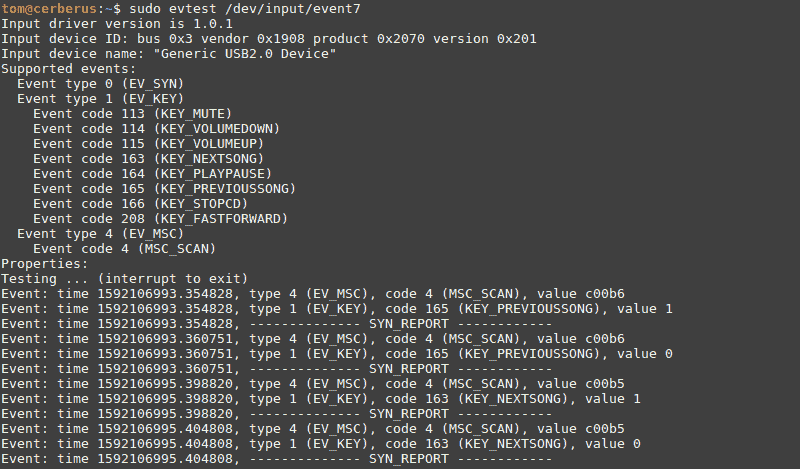 tom@cerberus:~$ sudo evtest /dev/input/event7
Input driver version is 1.0.1
Input device ID: bus 0x3 vendor 0x1908 product 0x2070 version 0x201
Input device name: "Generic USB2.0 Device"
Supported events:
  Event type 0 (EV_SYN)
  Event type 1 (EV_KEY)
    Event code 113 (KEY_MUTE)
    Event code 114 (KEY_VOLUMEDOWN)
    Event code 115 (KEY_VOLUMEUP)
    Event code 163 (KEY_NEXTSONG)
    Event code 164 (KEY_PLAYPAUSE)
    Event code 165 (KEY_PREVIOUSSONG)
    Event code 166 (KEY_STOPCD)
    Event code 208 (KEY_FASTFORWARD)
  Event type 4 (EV_MSC)
    Event code 4 (MSC_SCAN)
Properties:
Testing ... (interrupt to exit)
Event: time 1592106993.354828, type 4 (EV_MSC), code 4 (MSC_SCAN), value c00b6
Event: time 1592106993.354828, type 1 (EV_KEY), code 165 (KEY_PREVIOUSSONG), value 1
Event: time 1592106993.354828, -------------- SYN_REPORT ------------
Event: time 1592106993.360751, type 4 (EV_MSC), code 4 (MSC_SCAN), value c00b6
Event: time 1592106993.360751, type 1 (EV_KEY), code 165 (KEY_PREVIOUSSONG), value 0
Event: time 1592106993.360751, -------------- SYN_REPORT ------------
Event: time 1592106995.398820, type 4 (EV_MSC), code 4 (MSC_SCAN), value c00b5
Event: time 1592106995.398820, type 1 (EV_KEY), code 163 (KEY_NEXTSONG), value 1
Event: time 1592106995.398820, -------------- SYN_REPORT ------------
Event: time 1592106995.404808, type 4 (EV_MSC), code 4 (MSC_SCAN), value c00b5
Event: time 1592106995.404808, type 1 (EV_KEY), code 163 (KEY_NEXTSONG), value 0
Event: time 1592106995.404808, -------------- SYN_REPORT ------------